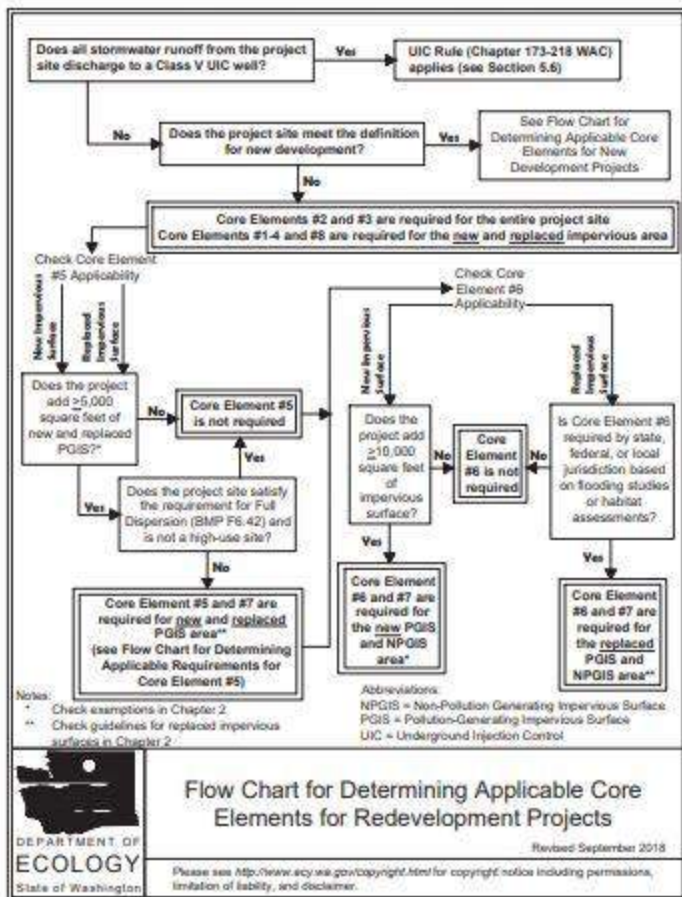 Does all stormwater runoff from the project
site discharge to a Class V UIC well?
Yes
UIC Rule (Chapter 173-218 WAC)
applies (see Section 5.6)
No
Does the project site meet the definition
for new development?
Yes
See Flow Chart for
Determining Applicable Core
Elements for New
Development Projects
No
Core Elements #2 and #3 are required for the entire project site
Core Elements #1-4 and #8 are required for the new and replaced impervious area
Check Core Element
#5 Applicability
New Impervious
Surface
Replaced Impervious
Surface
Does the project
add ≥5,000
square feet of
new and replaced
PGIS?*
No
Core Element #5
is not required
Yes
Yes
Does the project site satisfy
the requirement for Full
Dispersion (BMP F6.42) and
is not a high-use site?
No
Core Element #5 and #7 are
required for new and replaced
PGIS area**
(see Flow Chart for Determining
Applicable Requirements for
Core Element #5)
Check Core
Element #6
Applicability
New Impervious
Surface
Replaced
Impervious
Surface
Does the
project add
≥10,000
square feet
of
impervious
surface?
No
Core
Element
#6 is not
required
No
Is Core Element #6
required by state,
federal, or local
jurisdiction based
on flooding studies
or habitat
assessments?
Yes
Yes
Core Element
#6 and #7 are
required for
the new PGIS
and NPGIS
area*
Core Element
#6 and #7 are
required for
the replaced
PGIS and
NPGIS area**
Notes:
* Check exemptions in Chapter 2
** Check guidelines for replaced impervious
surfaces in Chapter 2
Abbreviations:
NPGIS = Non-Pollution Generating Impervious Surface
PGIS = Pollution-Generating Impervious Surface
UIC = Underground Injection Control
DEPARTMENT OF
ECOLOGY
State of Washington
Flow Chart for Determining Applicable Core
Elements for Redevelopment Projects
Revised September 2018
Please see http://www.ecy.wa.gov/copyright.html for copyright notice including permissions,
limitation of liability, and disclaimer.